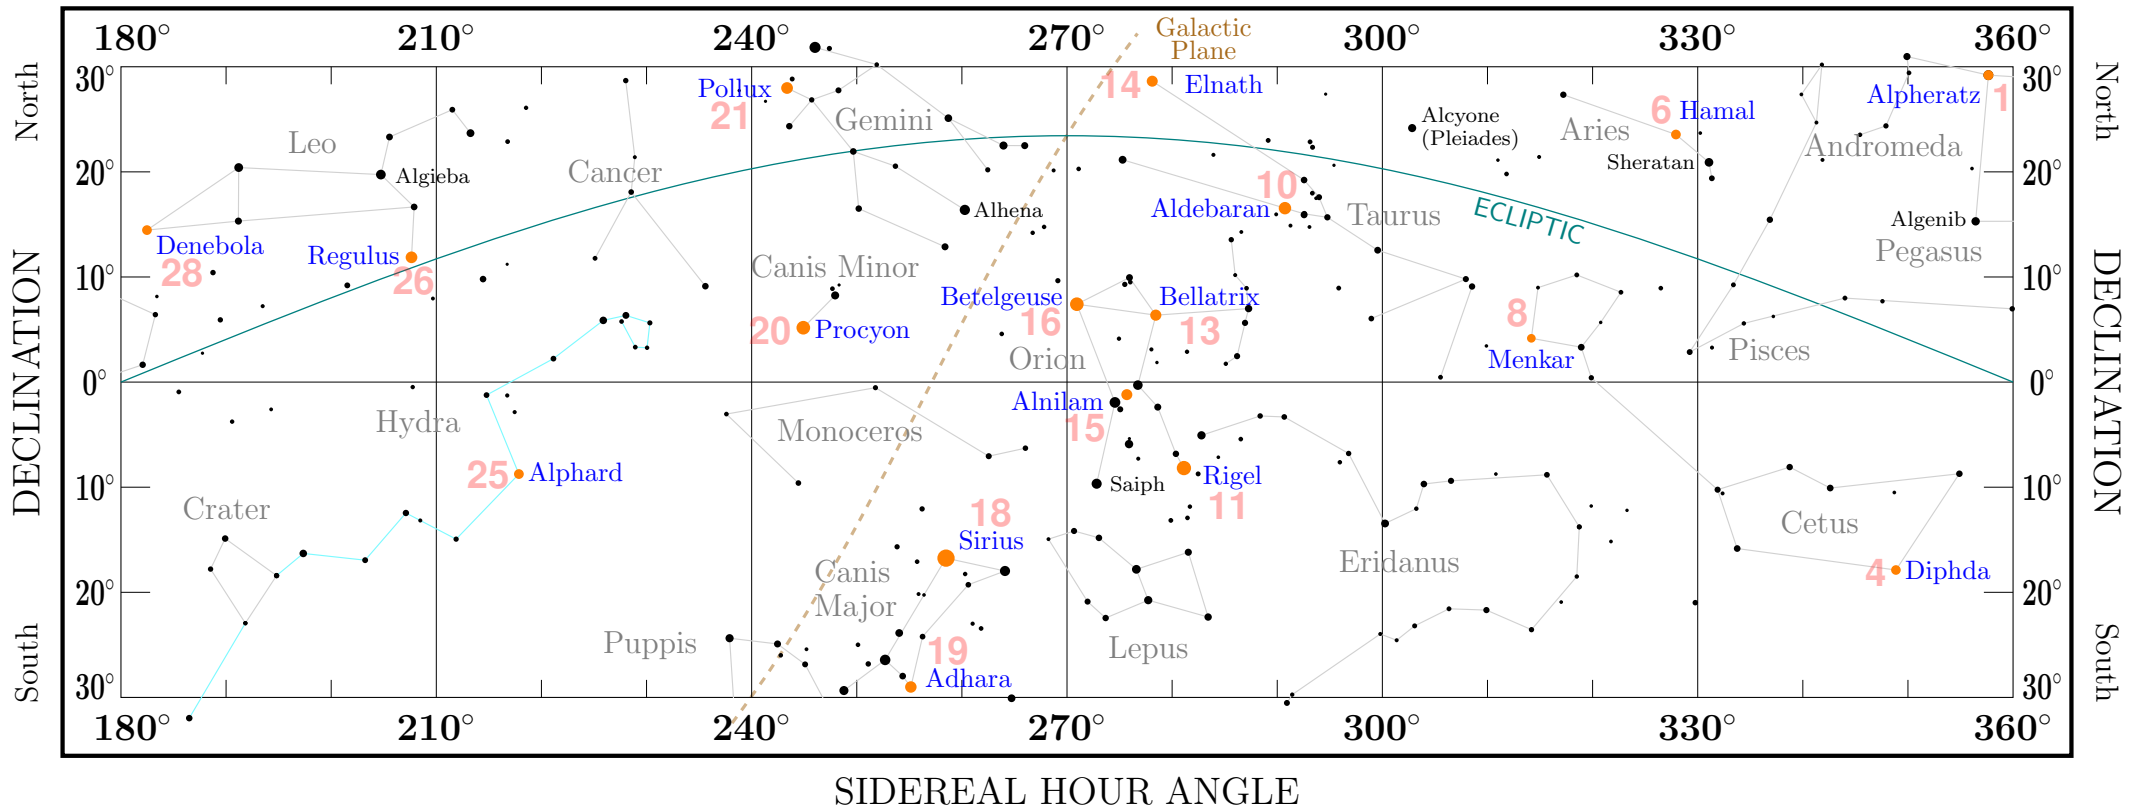 180° 210° 240° 270° 300° 330° 360°
Galactic
Plane
North
30°
20°
10°
0°
10°
20°
30°
South
DECLINATION
Leo
Algieba
Denebola
28
Regulus
26
Cancer
Pollux
21
Gemini
Alhena
Canis Minor
20
Procyon
Hydra
25
Alphard
Crater
Monoceros
Puppis
18
Sirius
Canis
Major
19
Adhara
14
Elnath
10
Aldebaran
Taurus
Betelgeuse
16
Bellatrix
13
Orion
Alnilam
15
Saiph
Rigel
11
Lepus
Eridanus
ECLIPTIC
Alcyone
(Pleiades)
Aries
6
Hamal
Sheratan
Andromeda
Alpheratz
1
Algenib
Pegasus
8
Menkar
Pisces
Cetus
4
Diphda
North
30°
20°
10°
0°
10°
20°
30°
South
DECLINATION
180° 210° 240° 270° 300° 330° 360°
SIDEREAL HOUR ANGLE